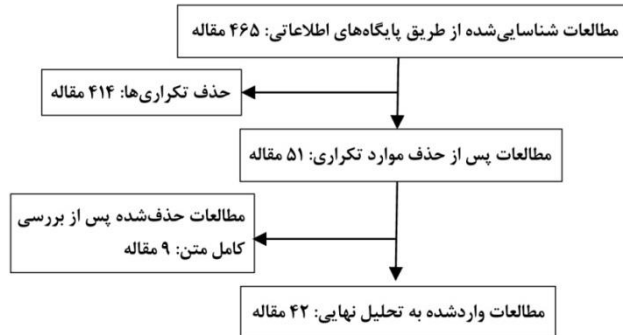 مطالعات شناسایی‌شده از طریق پایگاه‌های اطلاعاتی: ۴۶۵ مقاله
حذف تکراری‌ها: ۴۱۴ مقاله
مطالعات پس از حذف موارد تکراری: ۵۱ مقاله
مطالعات حذف‌شده پس از بررسی
کامل متن: ۹ مقاله
مطالعات واردشده به تحلیل نهایی: ۴۲ مقاله